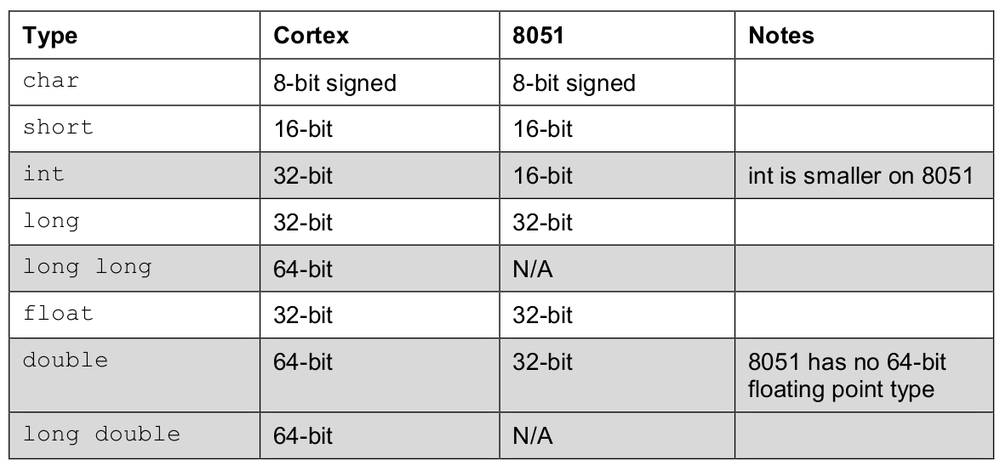 Type Cortex 8051 Notes
char 8-bit signed 8-bit signed
short 16-bit 16-bit
int 32-bit 16-bit int is smaller on 8051
long 32-bit 32-bit
long long 64-bit N/A
float 32-bit 32-bit
double 64-bit 32-bit 8051 has no 64-bit
floating point type
long double 64-bit N/A